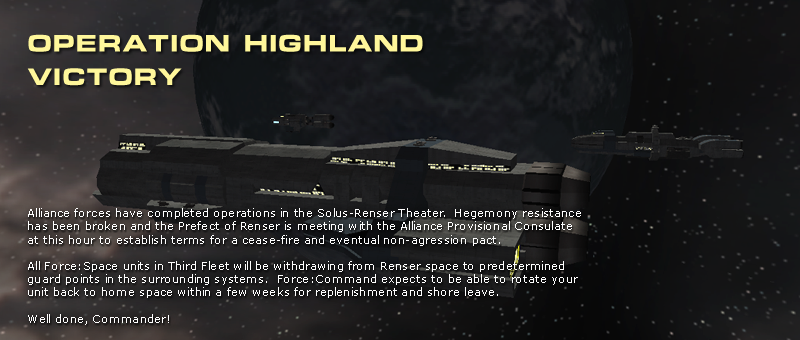 OPERATION HIGHLAND
VICTORY
Alliance forces have completed operations in the Solus-Renser Theater. Hegemony resistance
has been broken and the Prefect of Renser is meeting with the Alliance Provisional Consulate
at this hour to establish terms for a cease-fire and eventual non-agression pact.
All Force:Space units in Third Fleet will be withdrawing from Renser space to predetermined
guard points in the surrounding systems. Force:Command expects to be able to rotate your
unit back to home space within a few weeks for replenishment and shore leave.
Well done, Commander!